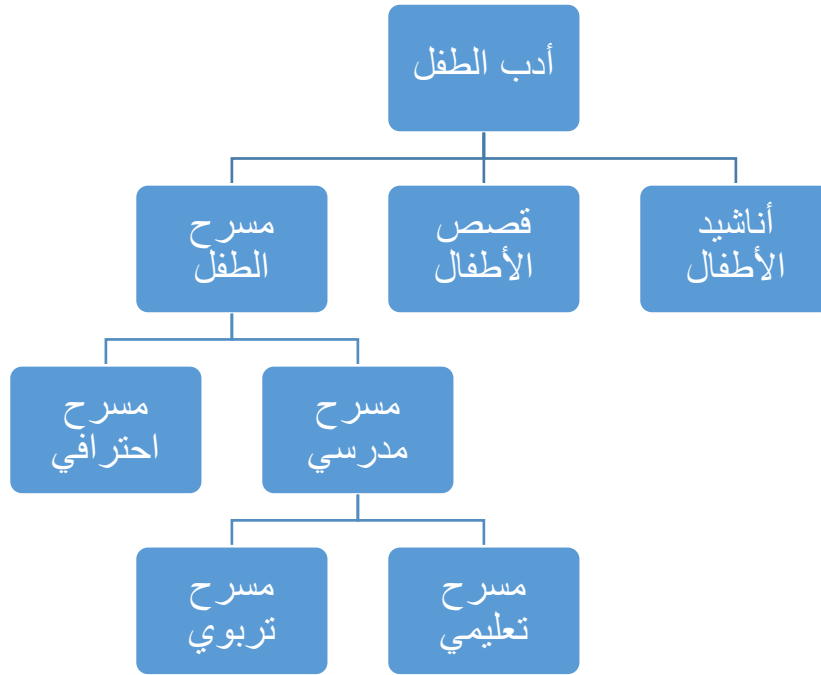 أدب الطفل
أناشيد
الأطفال
قصص
الأطفال
مسرح
الطفل
مسرح
مدرسي
مسرح
احترافي
مسرح
تعليمي
مسرح
تربوي